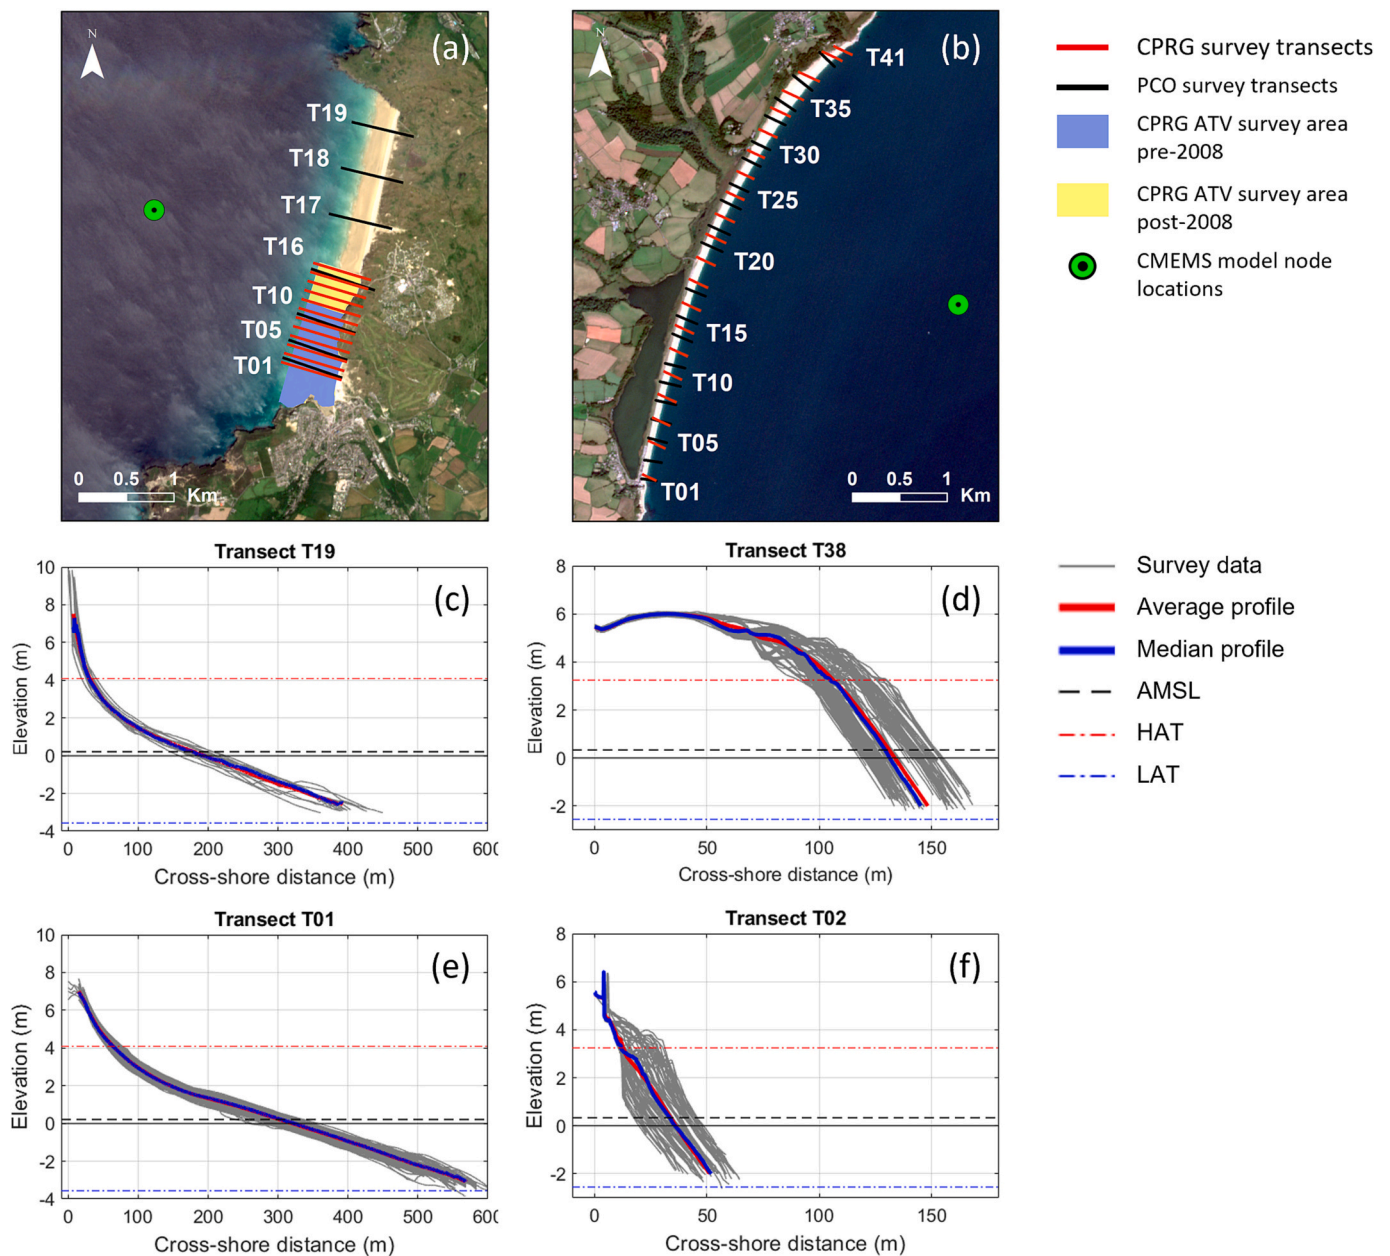 (a)
N
T19
T18
T17
T16
T10
T05
T01
0 0.5 1
Km
(b)
N
T41
T35
T30
T25
T20
T15
T10
T05
T01
0 0.5 1
Km
CPRG survey transects
PCO survey transects
CPRG ATV survey area
pre-2008
CPRG ATV survey area
post-2008
CMEMS model node
locations
Transect T19
(c)
Elevation (m)
10
8
6
4
2
0
-2
-4
0 100 200 300 400 500 600
Cross-shore distance (m)
Transect T38
(d)
Elevation (m)
8
6
4
2
0
-2
0 50 100 150
Cross-shore distance (m)
Survey data
Average profile
Median profile
AMSL
HAT
LAT
Transect T01
(e)
Elevation (m)
10
8
6
4
2
0
-2
-4
0 100 200 300 400 500 600
Cross-shore distance (m)
Transect T02
(f)
Elevation (m)
8
6
4
2
0
-2
0 50 100 150
Cross-shore distance (m)